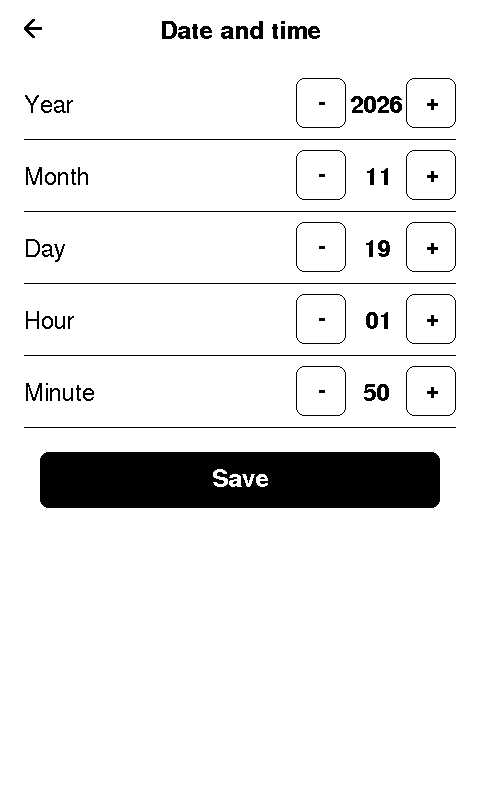 Date and time
Year - 2026 +
Month - 11 +
Day - 19 +
Hour - 01 +
Minute - 50 +
Save